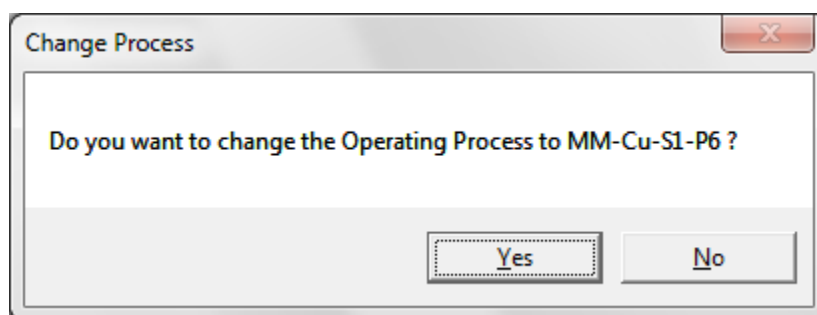 Change Process
Do you want to change the Operating Process to MM-Cu-S1-P6 ?
Yes
No